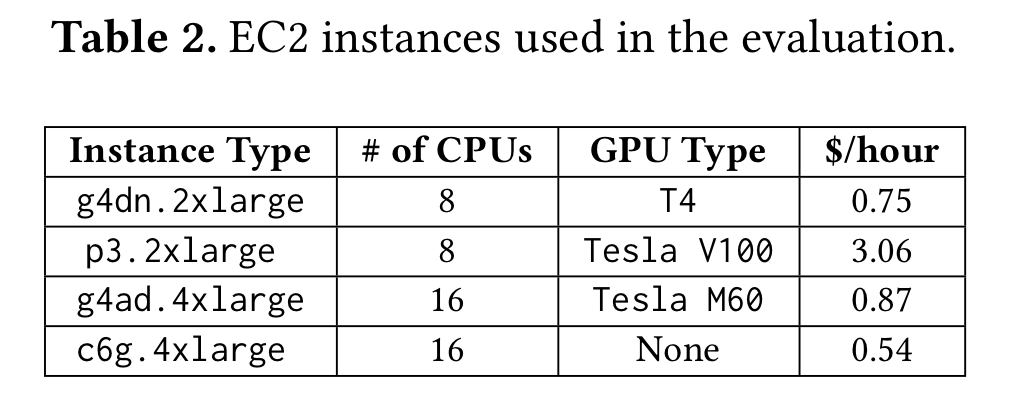 Table 2. EC2 instances used in the evaluation.
Instance Type # of CPUs GPU Type $/hour
g4dn.2xlarge 8 T4 0.75
p3.2xlarge 8 Tesla V100 3.06
g4ad.4xlarge 16 Tesla M60 0.87
c6g.4xlarge 16 None 0.54